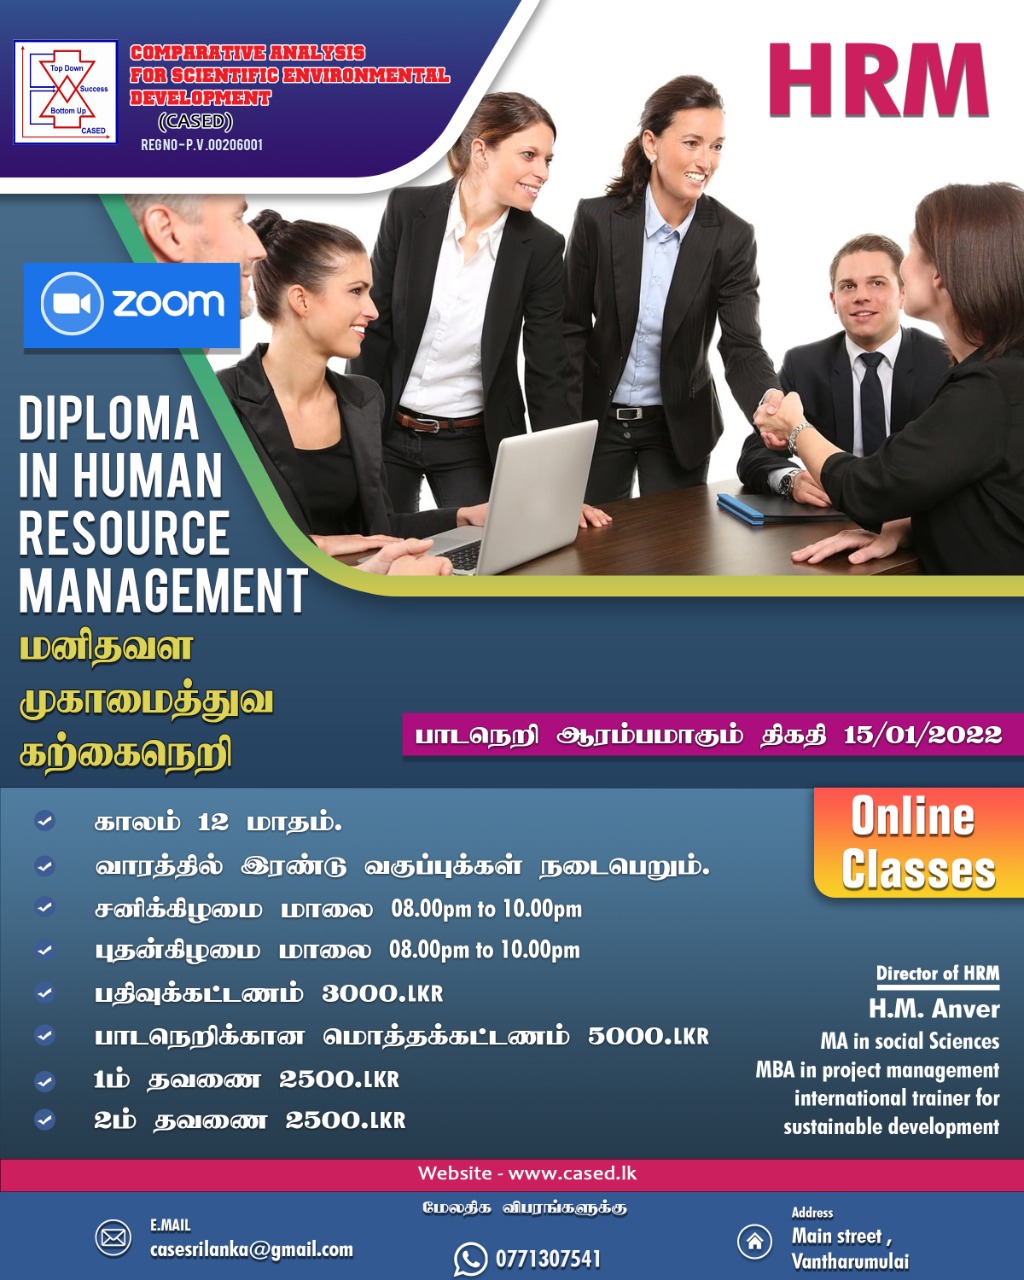 Top Down
Success
Bottom Up
CASED
COMPARATIVE ANALYSIS
FOR SCIENTIFIC ENVIRONMENTAL
DEVELOPMENT
(CASED)
REGNO-P.V.00206001
HRM
zoom
DIPLOMA
IN HUMAN
RESOURCE
MANAGEMENT
மனிதவள
முகாமைத்துவ
கற்கைநெறி
பாடநெறி ஆரம்பமாகும் திகதி 15/01/2022
Online
Classes
காலம் 12 மாதம்.
வாரத்தில் இரண்டு வகுப்புக்கள் நடைபெறும்.
சனிக்கிழமை மாலை 08.00pm to 10.00pm
புதன்கிழமை மாலை 08.00pm to 10.00pm
பதிவுக்கட்டணம் 3000.LKR
பாடநெறிக்கான மொத்தக்கட்டணம் 5000.LKR
1ம் தவணை 2500.LKR
2ம் தவணை 2500.LKR
Director of HRM
H.M. Anver
MA in social Sciences
MBA in project management
international trainer for
sustainable development
Website - www.cased.lk
மேலதிக விபரங்களுக்கு
E.MAIL
casesrilanka@gmail.com
0771307541
Address
Main street ,
Vantharumulai